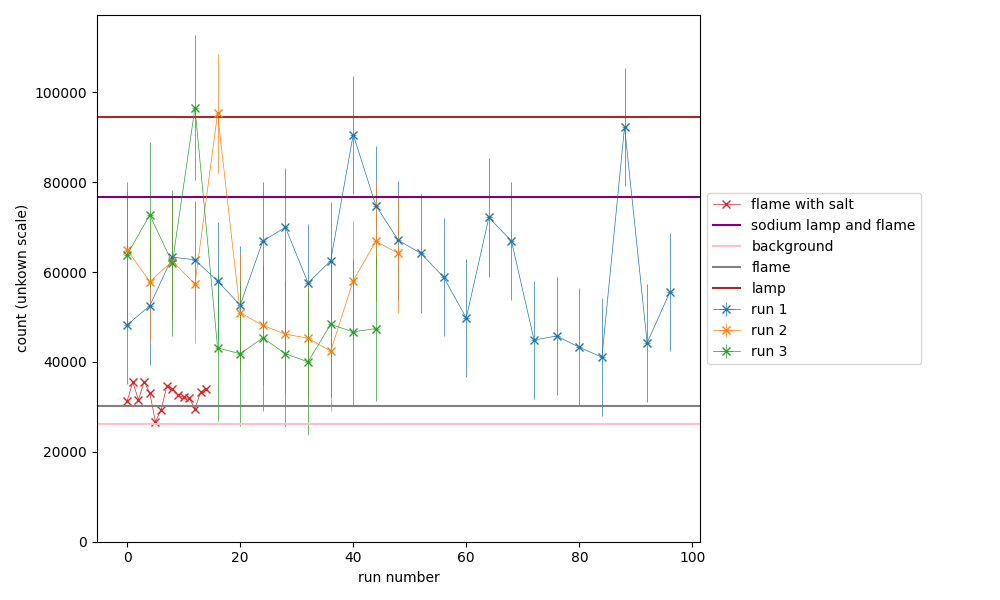 100000
80000
60000
40000
20000
0
count (unkown scale)
0 20 40 60 80 100
run number
flame with salt
sodium lamp and flame
background
flame
lamp
run 1
run 2
run 3